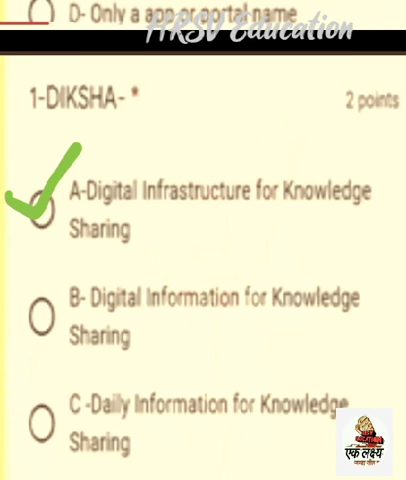 D- Only a app or portal name
HRSV Education
1-DIKSHA- *
2 points
A-Digital Infrastructure for Knowledge
Sharing
B- Digital Information for Knowledge
Sharing
C -Daily Information for Knowledge
Sharing
एक लक्ष्य